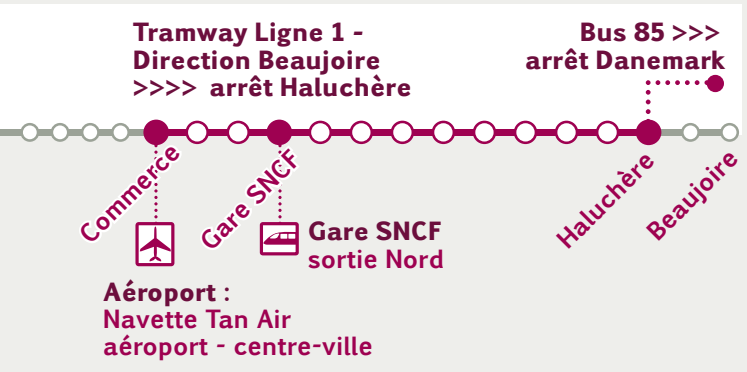 Tramway Ligne 1 -
Direction Beaujoire
>>>> arrêt Haluchère
Bus 85 >>>
arrêt Danemark
Commerce
Gare SNCF
Haluchère
Beaujoire
Gare SNCF
sortie Nord
Aéroport :
Navette Tan Air
aéroport - centre-ville